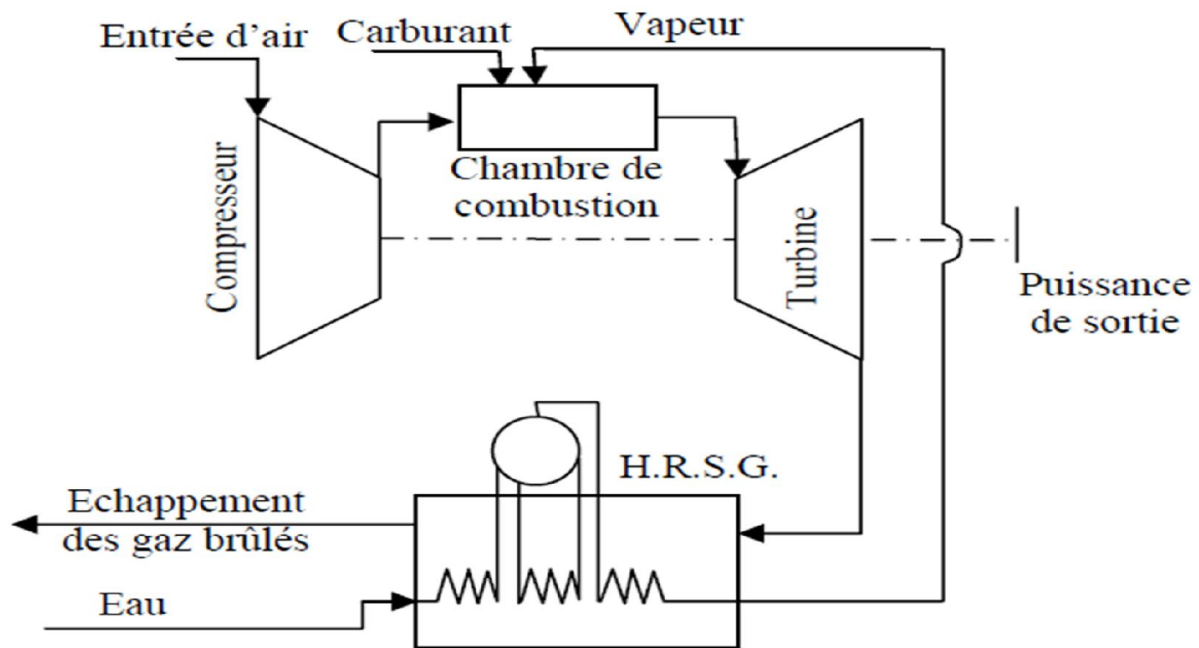 Entrée d'air
Carburant
Vapeur
Compresseur
Chambre de
combustion
Turbine
Puissance
de sortie
H.R.S.G.
Echappement
des gaz brûlés
Eau